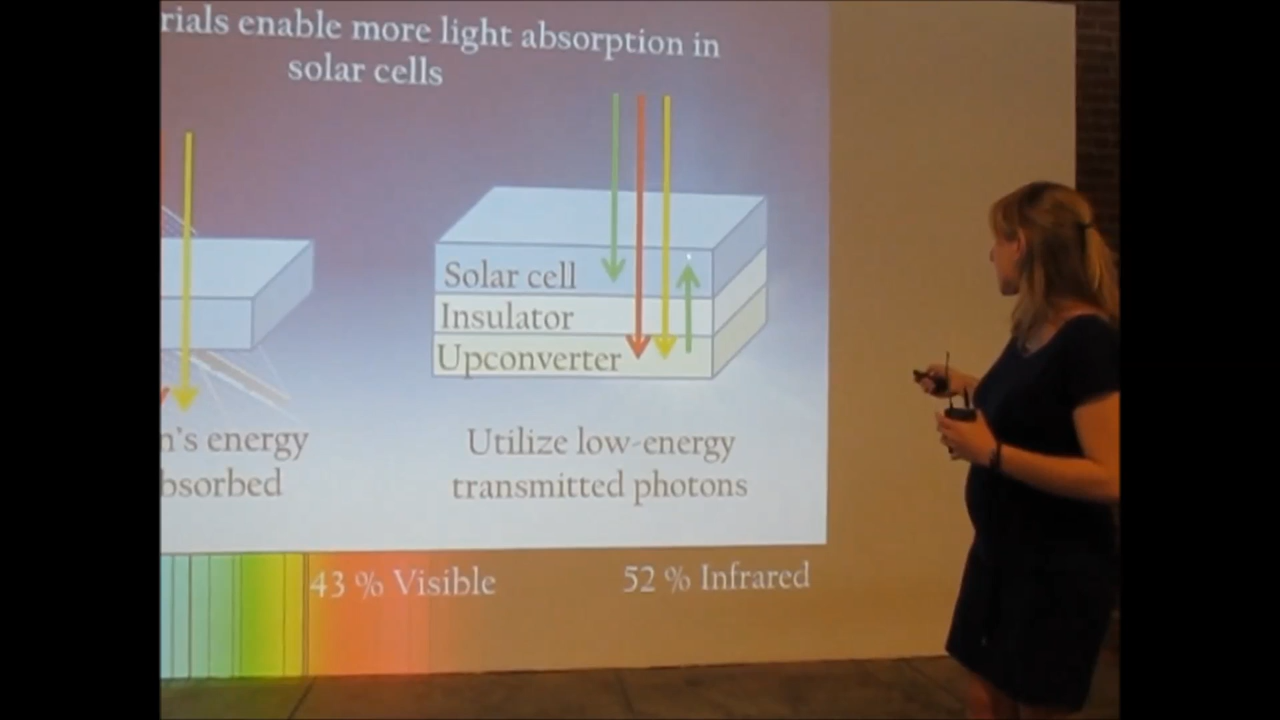 rials enable more light absorption in
solar cells
Solar cell
Insulator
Upconverter
n's energy
bsorbed
Utilize low-energy
transmitted photons
43 % Visible
52 % Infrared